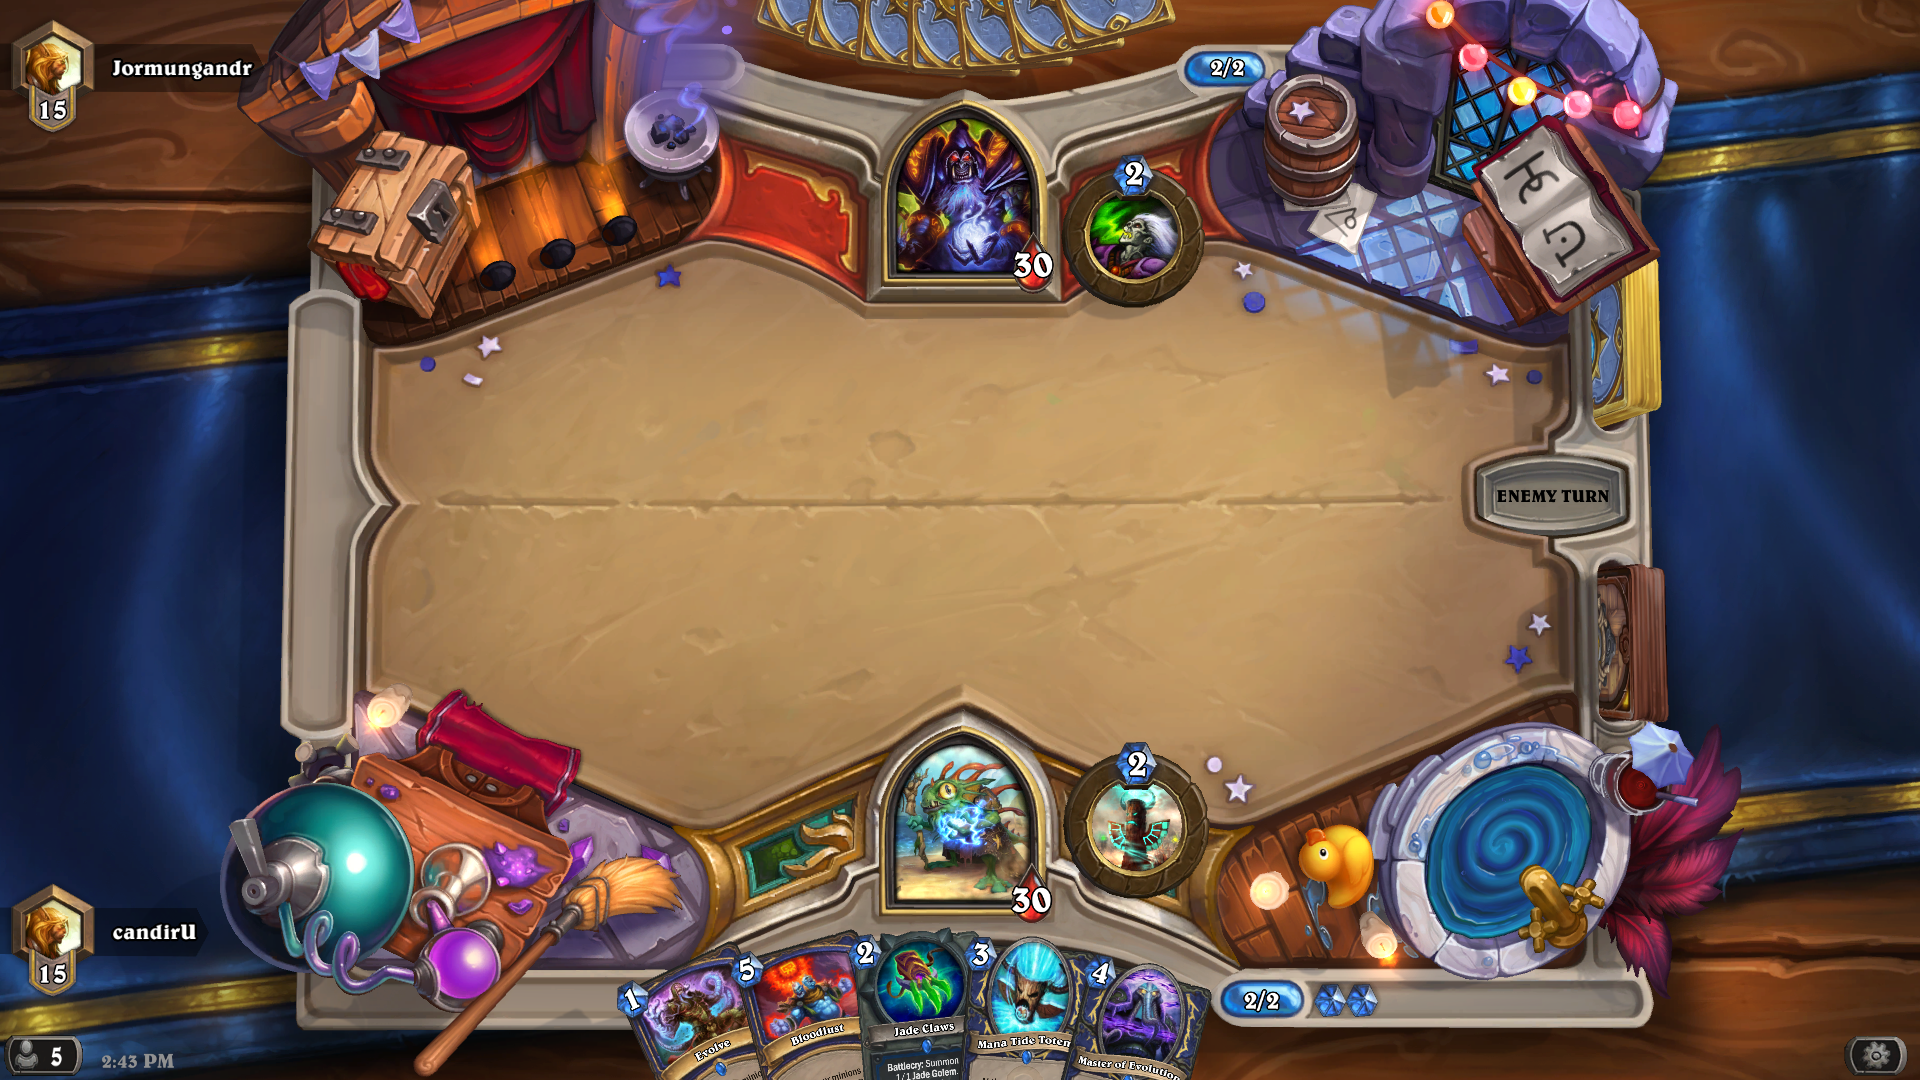 Jormungandr
15
2/2
2
30
ENEMY TURN
2
30
candirU
15
2/2
1
5
2
3
4
Evolve
Bloodlust
Jade Claws
Mana Tide Totem
Master of Evolution
Battlecry: Summon
1/1 Jade Golem.
minions
5
2:43 PM